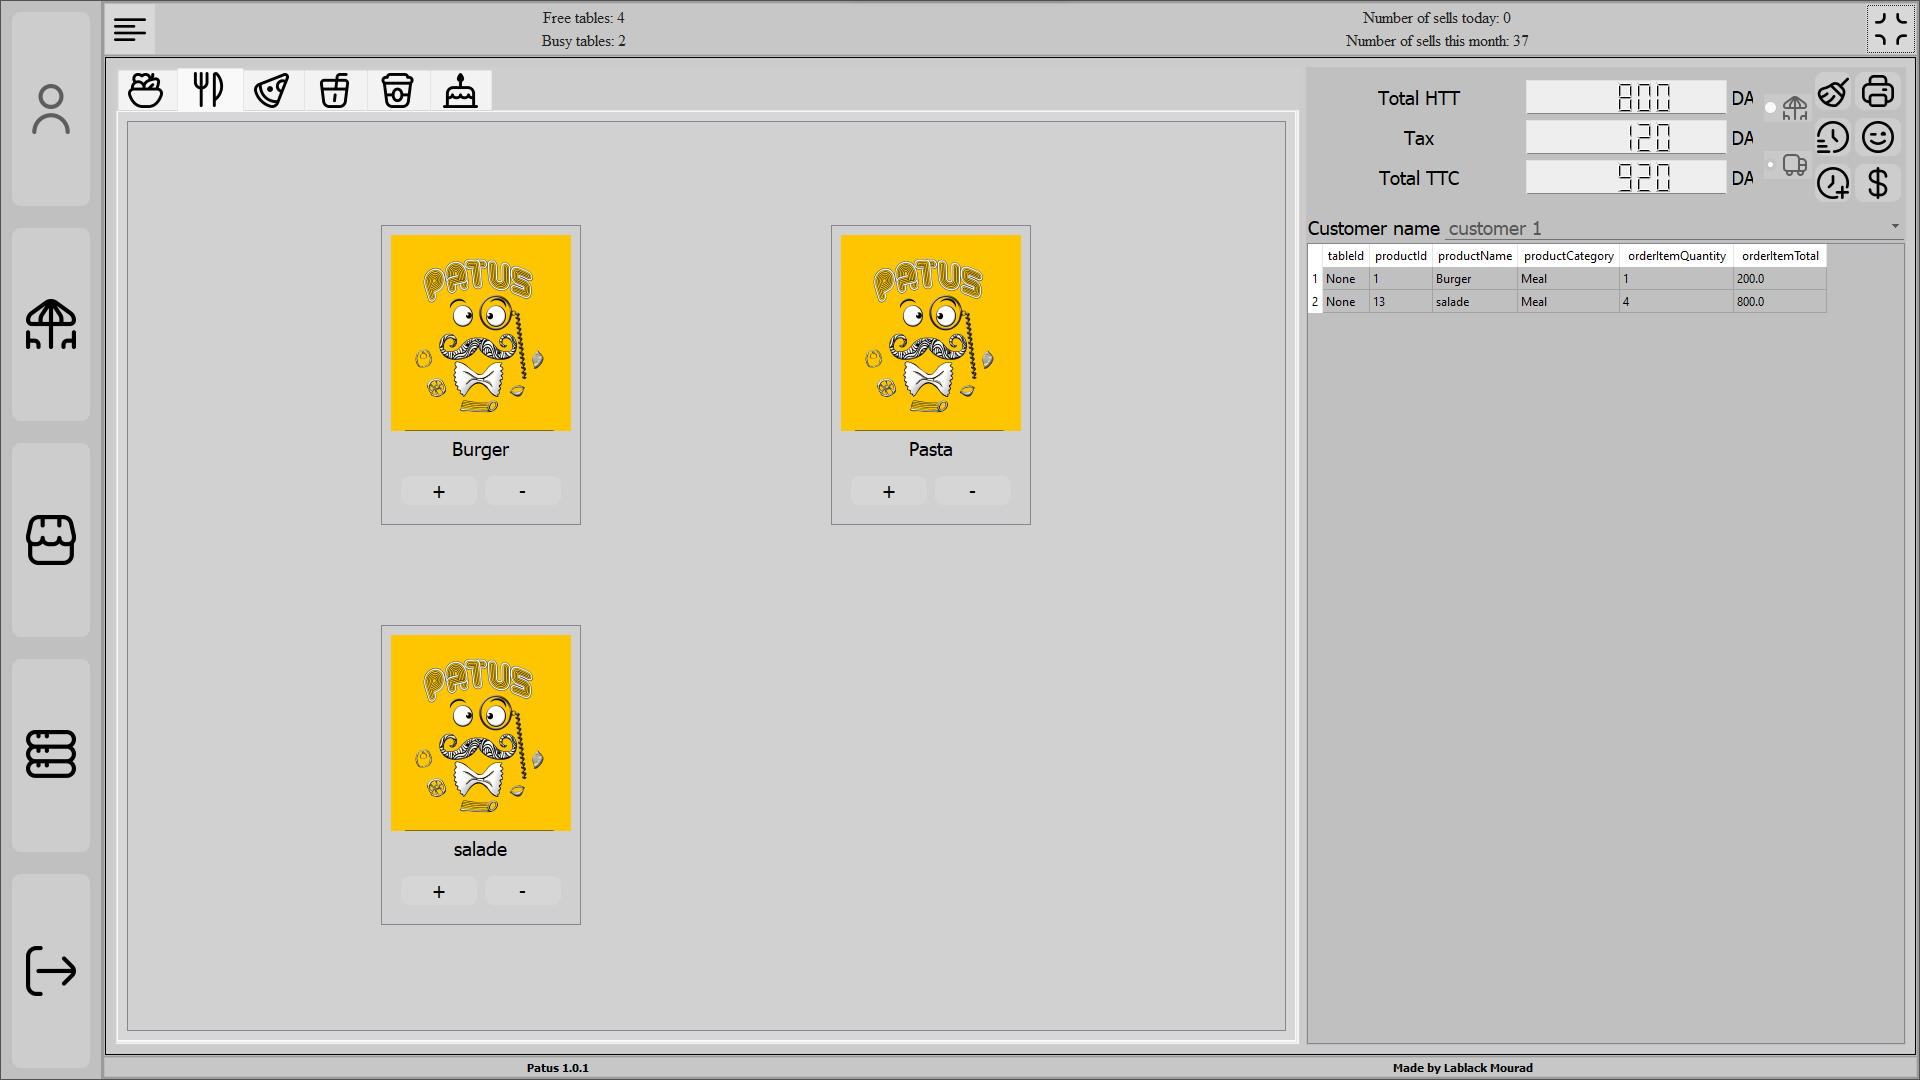 Free tables: 4
Busy tables: 2
Number of sells today: 0
Number of sells this month: 37
Total HTT 800 DA
Tax 120 DA
Total TTC 920 DA
Customer name customer 1
tableId productId productName productCategory orderItemQuantity orderItemTotal
1 None 1 Burger Meal 1 200.0
2 None 13 salade Meal 4 800.0
PATUS
Burger
+ -
PATUS
Pasta
+ -
PATUS
salade
+ -
Patus 1.0.1
Made by Lablack Mourad